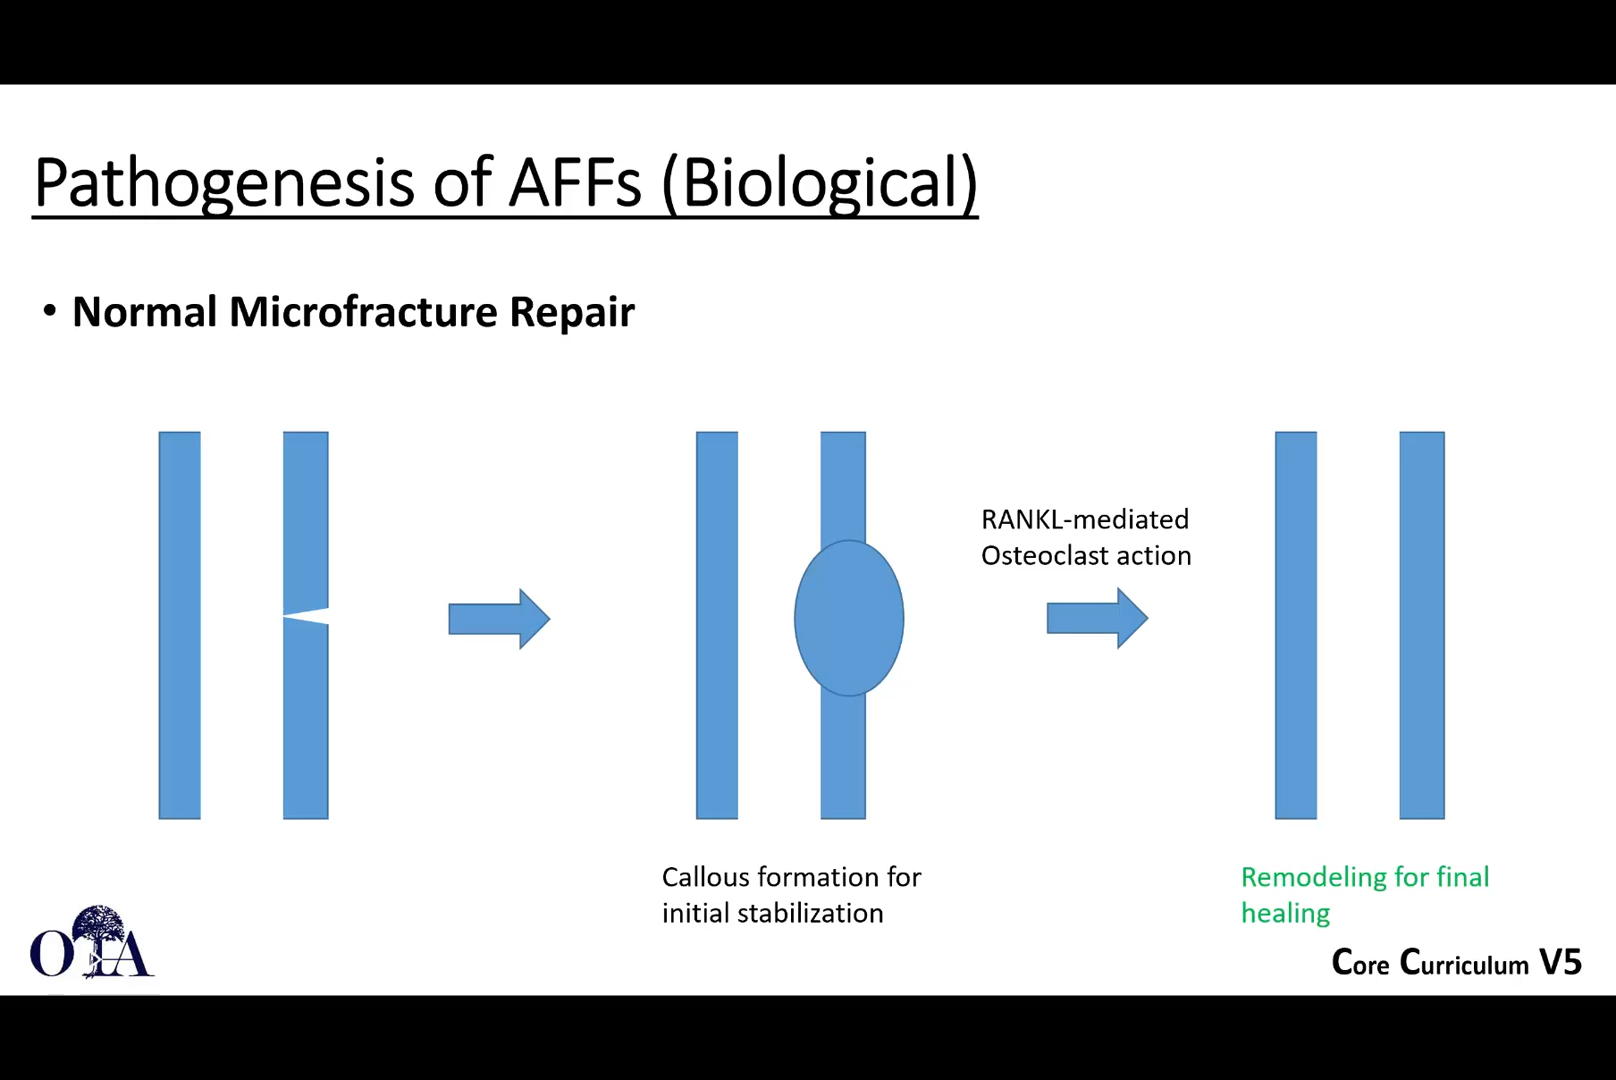 Pathogenesis of AFFs (Biological)
• Normal Microfracture Repair
RANKL-mediated
Osteoclast action
Callous formation for
initial stabilization
Remodeling for final
healing
OTA
Core Curriculum V5